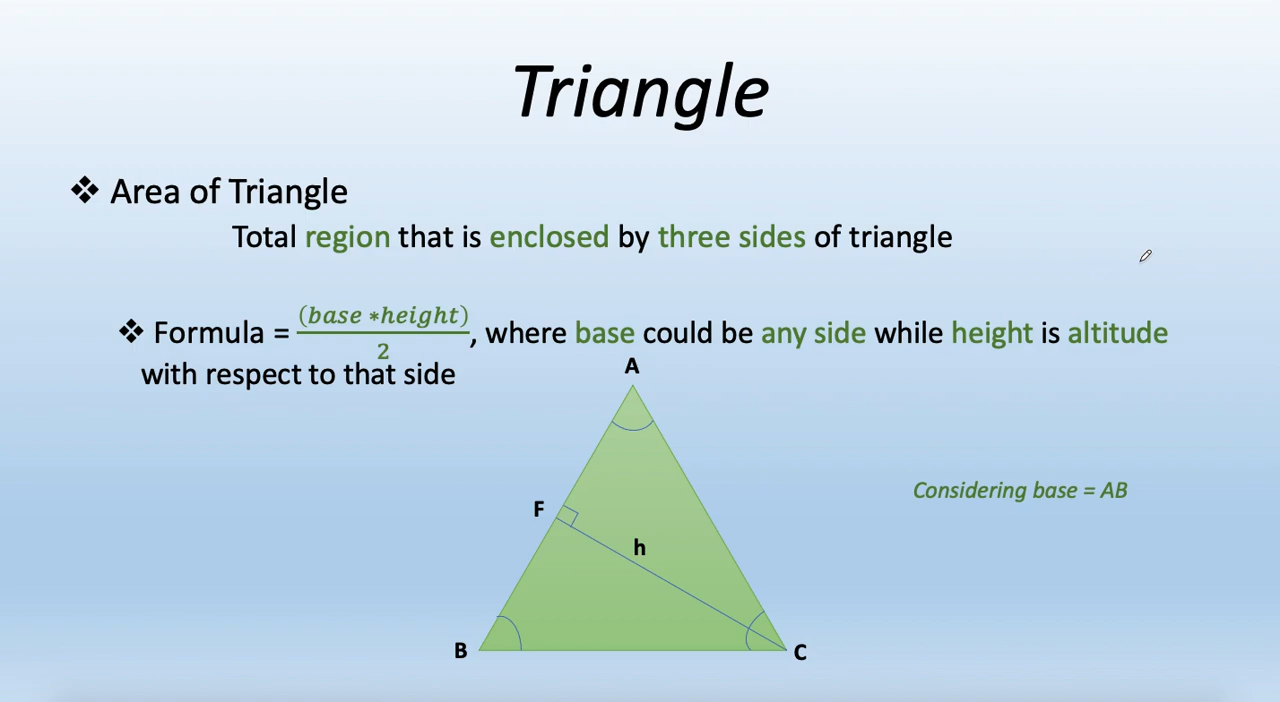 Triangle
❖ Area of Triangle
Total region that is enclosed by three sides of triangle
❖ Formula = (base *height)/2, where base could be any side while height is altitude
with respect to that side
A
Considering base = AB
F
h
B
C